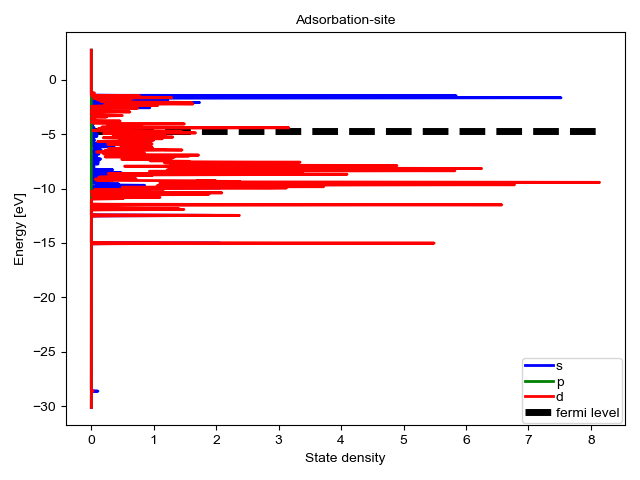 Adsorbation-site
Energy [eV]
0
−5
−10
−15
−20
−25
−30
s
p
d
fermi level
0 1 2 3 4 5 6 7 8
State density